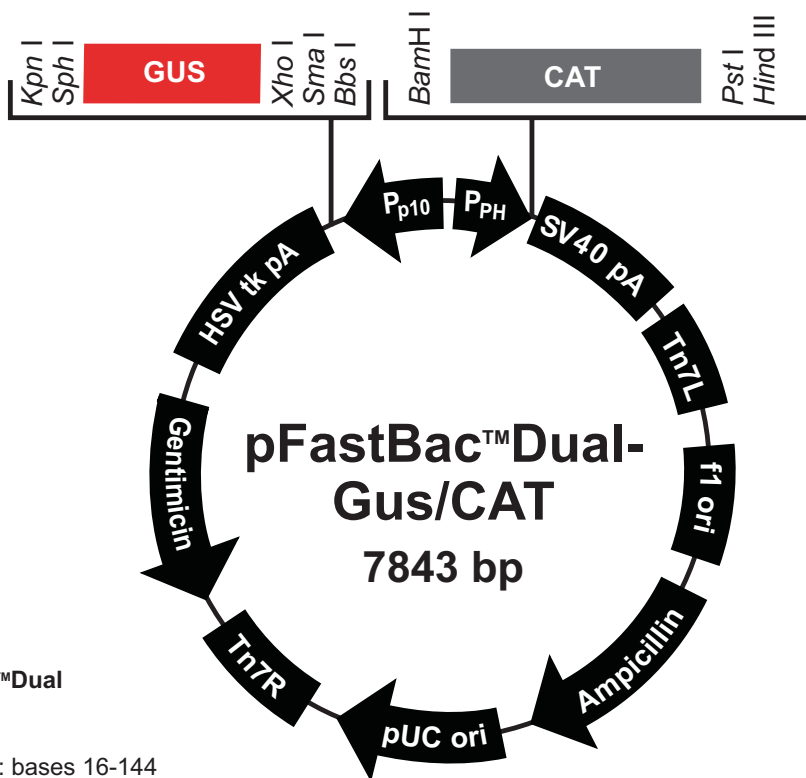 Kpn I
Sph I
GUS
Xho I
Sma I
Bbs I
BamH I
CAT
Pst I
Hind III
Pp10
PPH
SV40 pA
Tn7L
f1 ori
Ampicillin
pUC ori
Tn7R
Gentimicin
HSV tk pA
pFastBac™Dual-
Gus/CAT
7843 bp
™Dual
: bases 16-144